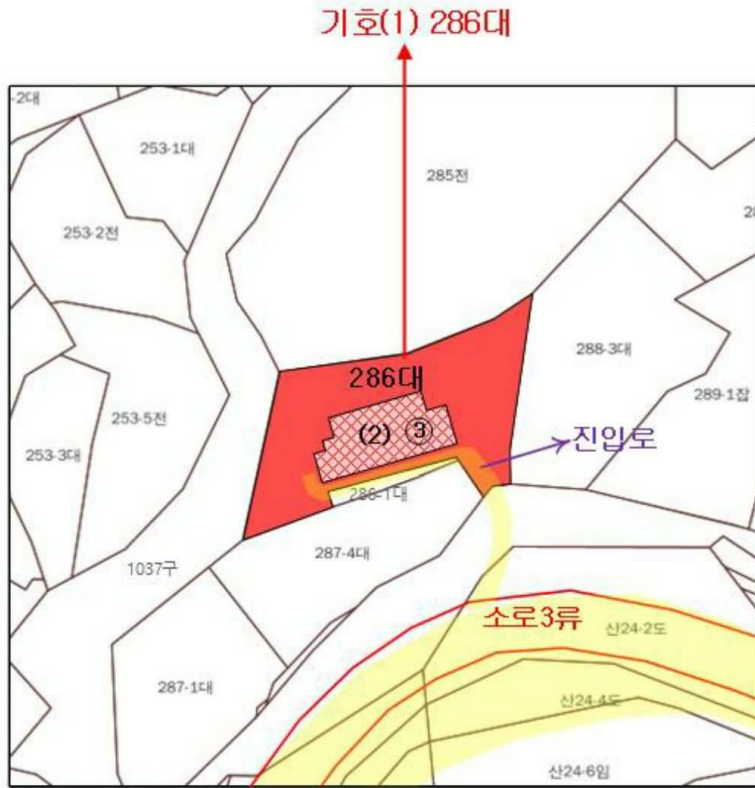 기호(1) 286대
-2대
253-1대
285전
253-2전
288-3대
286대
289-1잡
253-5전
(2) ③
진입로
253-3대
286-1대
287-4대
1037구
소로3류
산24-2도
287-1대
산24-4도
산24-6임